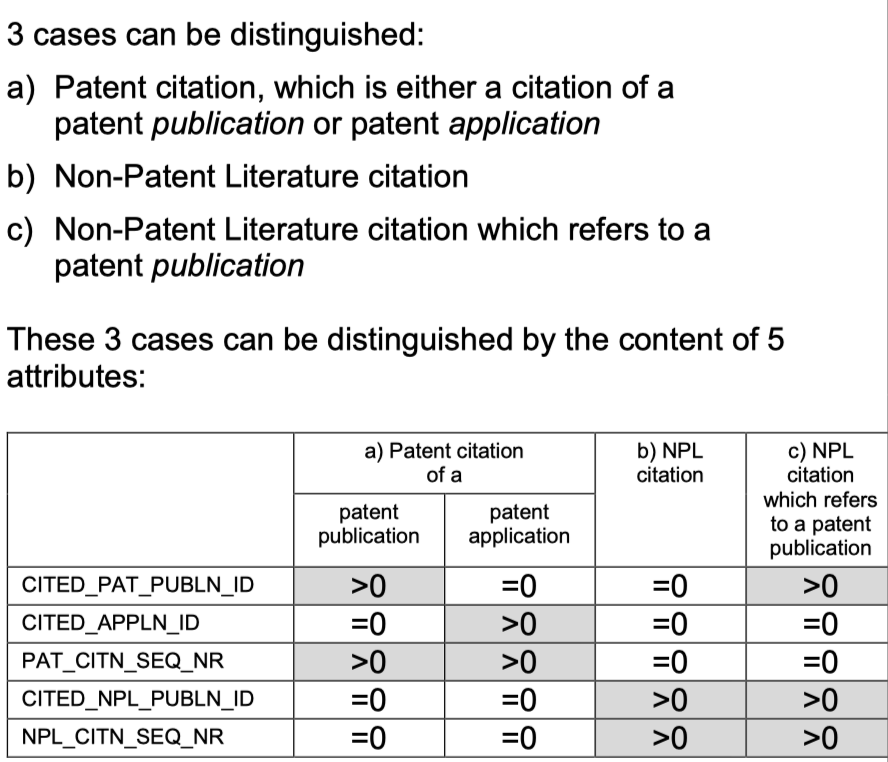 3 cases can be distinguished:
a) Patent citation, which is either a citation of a
patent publication or patent application
b) Non-Patent Literature citation
c) Non-Patent Literature citation which refers to a
patent publication
These 3 cases can be distinguished by the content of 5
attributes:
a) Patent citation
of a
b) NPL
citation
c) NPL
citation
which refers
to a patent
publication
patent
publication
patent
application
CITED_PAT_PUBLN_ID >0 =0 =0 >0
CITED_APPLN_ID =0 >0 =0 =0
PAT_CITN_SEQ_NR >0 >0 =0 =0
CITED_NPL_PUBLN_ID =0 =0 >0 >0
NPL_CITN_SEQ_NR =0 =0 >0 >0